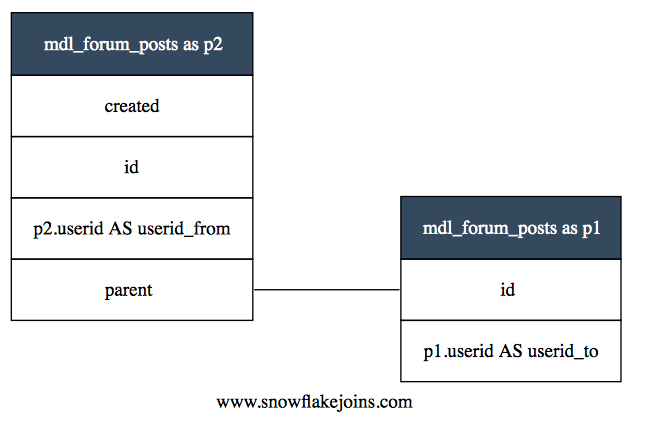 mdl_forum_posts as p2
created
id
p2.userid AS userid_from
parent
mdl_forum_posts as p1
id
p1.userid AS userid_to
www.snowflakejoins.com